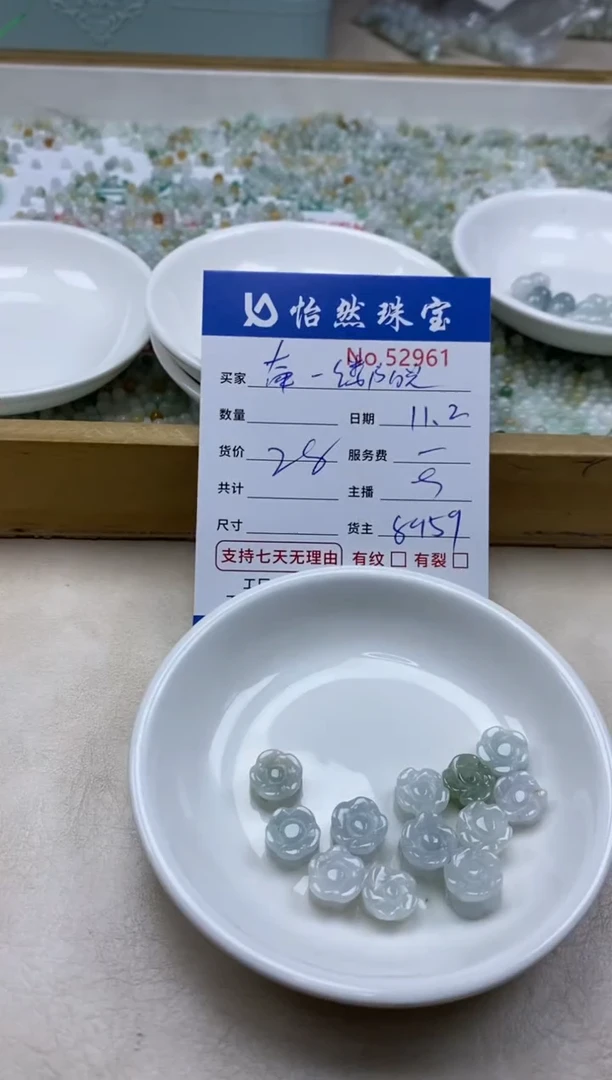 怡然珠宝
No.52961
买家
数量 日期 11.2
货价 28 服务费 一
共计 主播
尺寸 货主 8959
支持七天无理由 有纹 有裂